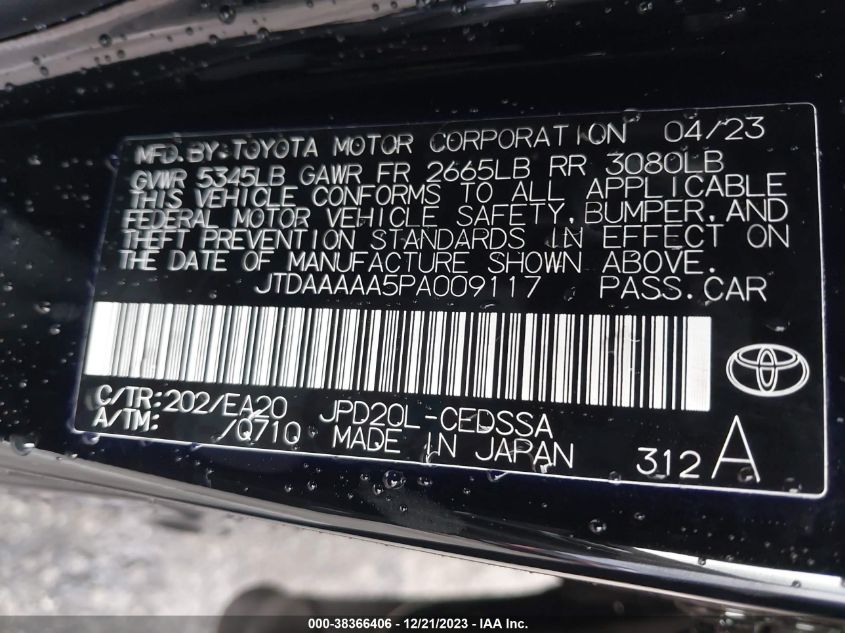 MFD.BY:TOYOTA MOTOR CORPORATION 04/23
GVWR 5345LB GAWR FR 2665LB RR 3080LB
THIS VEHICLE CONFORMS TO ALL APPLICABLE
FEDERAL MOTOR VEHICLE SAFETY,BUMPER,AND
THEFT PREVENTION STANDARDS IN EFFECT ON
THE DATE OF MANUFACTURE SHOWN ABOVE.
JTDAAAAA5PA009117 PASS.CAR
C/TR:202/EA20 JPD20L-CEDSSA
A/TM: /Q710 MADE IN JAPAN 312A
000-38366406 - 12/21/2023 - IAA Inc.